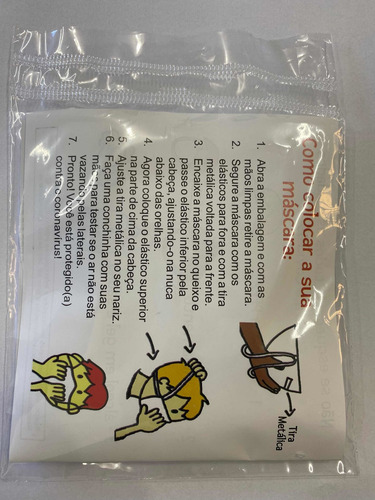 Como colocar a sua
máscara:
1. Abra a embalagem e com as
mãos limpas retire a máscara.
2. Segure a máscara com os
elásticos para fora e com a tira
metálica voltada para a frente.
3. Encaixe a máscara no queixo e
passe o elástico inferior pela
cabeça, ajustando-o na nuca
abaixo das orelhas.
4. Agora coloque o elástico superior
na parte de cima da cabeça.
5. Ajuste a tira metálica no seu nariz.
6. Faça uma conchinha com suas
mãos para testar se o ar não está
vazando pelas laterais.
7. Pronto! Você está protegido(a)
contra o coronavírus!
Tira
Metálica